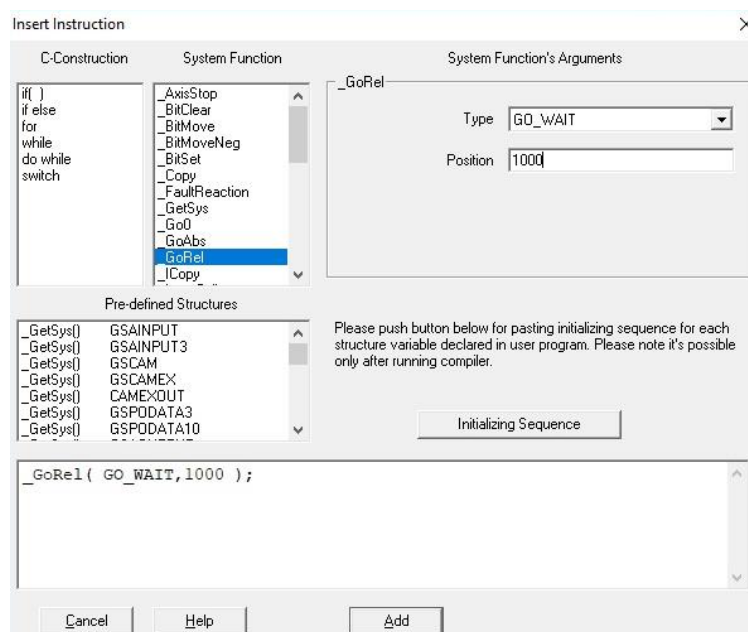 Insert Instruction
C-Construction
System Function
System Function's Arguments
if( )
if else
for
while
do while
switch
_AxisStop
_BitClear
_BitMove
_BitMoveNeg
_BitSet
_Copy
_FaultReaction
_GetSys
_Go0
_GoAbs
_GoRel
_ICopy
_GoRel
Type GO_WAIT
Position 1000
Pre-defined Structures
_GetSys() GSAINPUT
_GetSys() GSAINPUT3
_GetSys() GSCAM
_GetSys() GSCAMEX
_GetSys() CAMEXOUT
_GetSys() GSPODATA3
_GetSys() GSPODATA10
Please push button below for pasting initializing sequence for each
structure variable declared in user program. Please note it's possible
only after running compiler.
Initializing Sequence
_GoRel( GO_WAIT,1000 );
Cancel Help Add